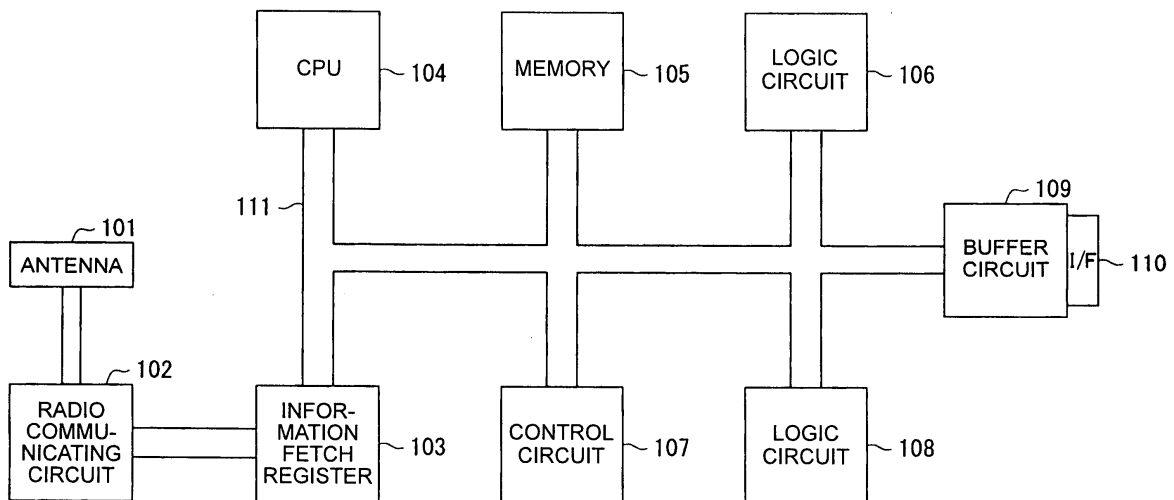 CPU
104
MEMORY
105
LOGIC
CIRCUIT
106
111
109
BUFFER
CIRCUIT
I/F
110
101
ANTENNA
102
RADIO
COMMU-
NICATING
CIRCUIT
INFOR-
MATION
FETCH
REGISTER
103
CONTROL
CIRCUIT
107
LOGIC
CIRCUIT
108